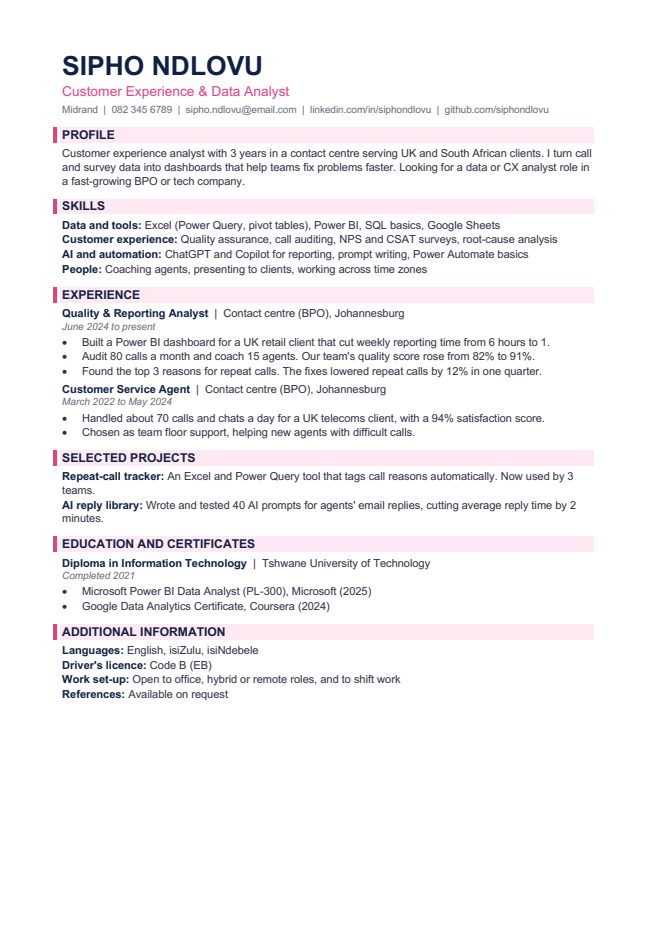 SIPHO NDLOVU
Customer Experience & Data Analyst
Midrand | 082 345 6789 | sipho.ndlovu@email.com | linkedin.com/in/siphondlovu | github.com/siphondlovu
PROFILE
Customer experience analyst with 3 years in a contact centre serving UK and South African clients. I turn call
and survey data into dashboards that help teams fix problems faster. Looking for a data or CX analyst role in
a fast-growing BPO or tech company.
SKILLS
Data and tools: Excel (Power Query, pivot tables), Power BI, SQL basics, Google Sheets
Customer experience: Quality assurance, call auditing, NPS and CSAT surveys, root-cause analysis
AI and automation: ChatGPT and Copilot for reporting, prompt writing, Power Automate basics
People: Coaching agents, presenting to clients, working across time zones
EXPERIENCE
Quality & Reporting Analyst | Contact centre (BPO), Johannesburg
June 2024 to present
• Built a Power BI dashboard for a UK retail client that cut weekly reporting time from 6 hours to 1.
• Audit 80 calls a month and coach 15 agents. Our team's quality score rose from 82% to 91%.
• Found the top 3 reasons for repeat calls. The fixes lowered repeat calls by 12% in one quarter.
Customer Service Agent | Contact centre (BPO), Johannesburg
March 2022 to May 2024
• Handled about 70 calls and chats a day for a UK telecoms client, with a 94% satisfaction score.
• Chosen as team floor support, helping new agents with difficult calls.
SELECTED PROJECTS
Repeat-call tracker: An Excel and Power Query tool that tags call reasons automatically. Now used by 3
teams.
AI reply library: Wrote and tested 40 AI prompts for agents' email replies, cutting average reply time by 2
minutes.
EDUCATION AND CERTIFICATES
Diploma in Information Technology | Tshwane University of Technology
Completed 2021
• Microsoft Power BI Data Analyst (PL-300), Microsoft (2025)
• Google Data Analytics Certificate, Coursera (2024)
ADDITIONAL INFORMATION
Languages: English, isiZulu, isiNdebele
Driver's licence: Code B (EB)
Work set-up: Open to office, hybrid or remote roles, and to shift work
References: Available on request